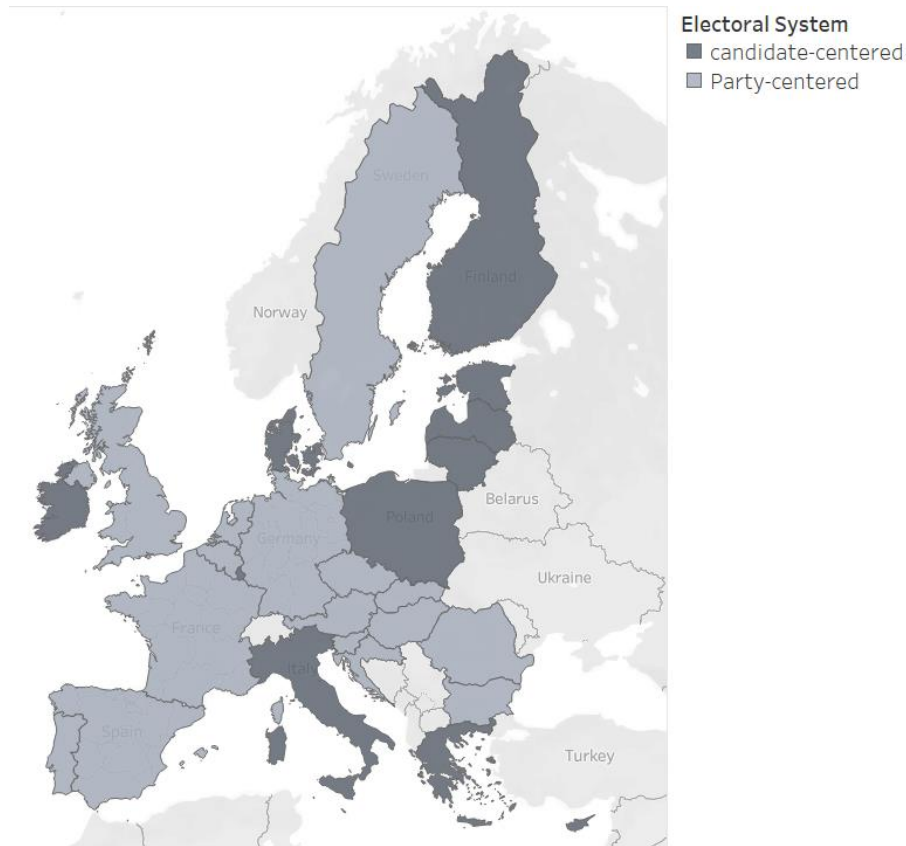 Electoral System
candidate-centered
Party-centered
Sweden
Finland
Norway
Belarus
Poland
Germany
Ukraine
France
Italy
Spain
Turkey